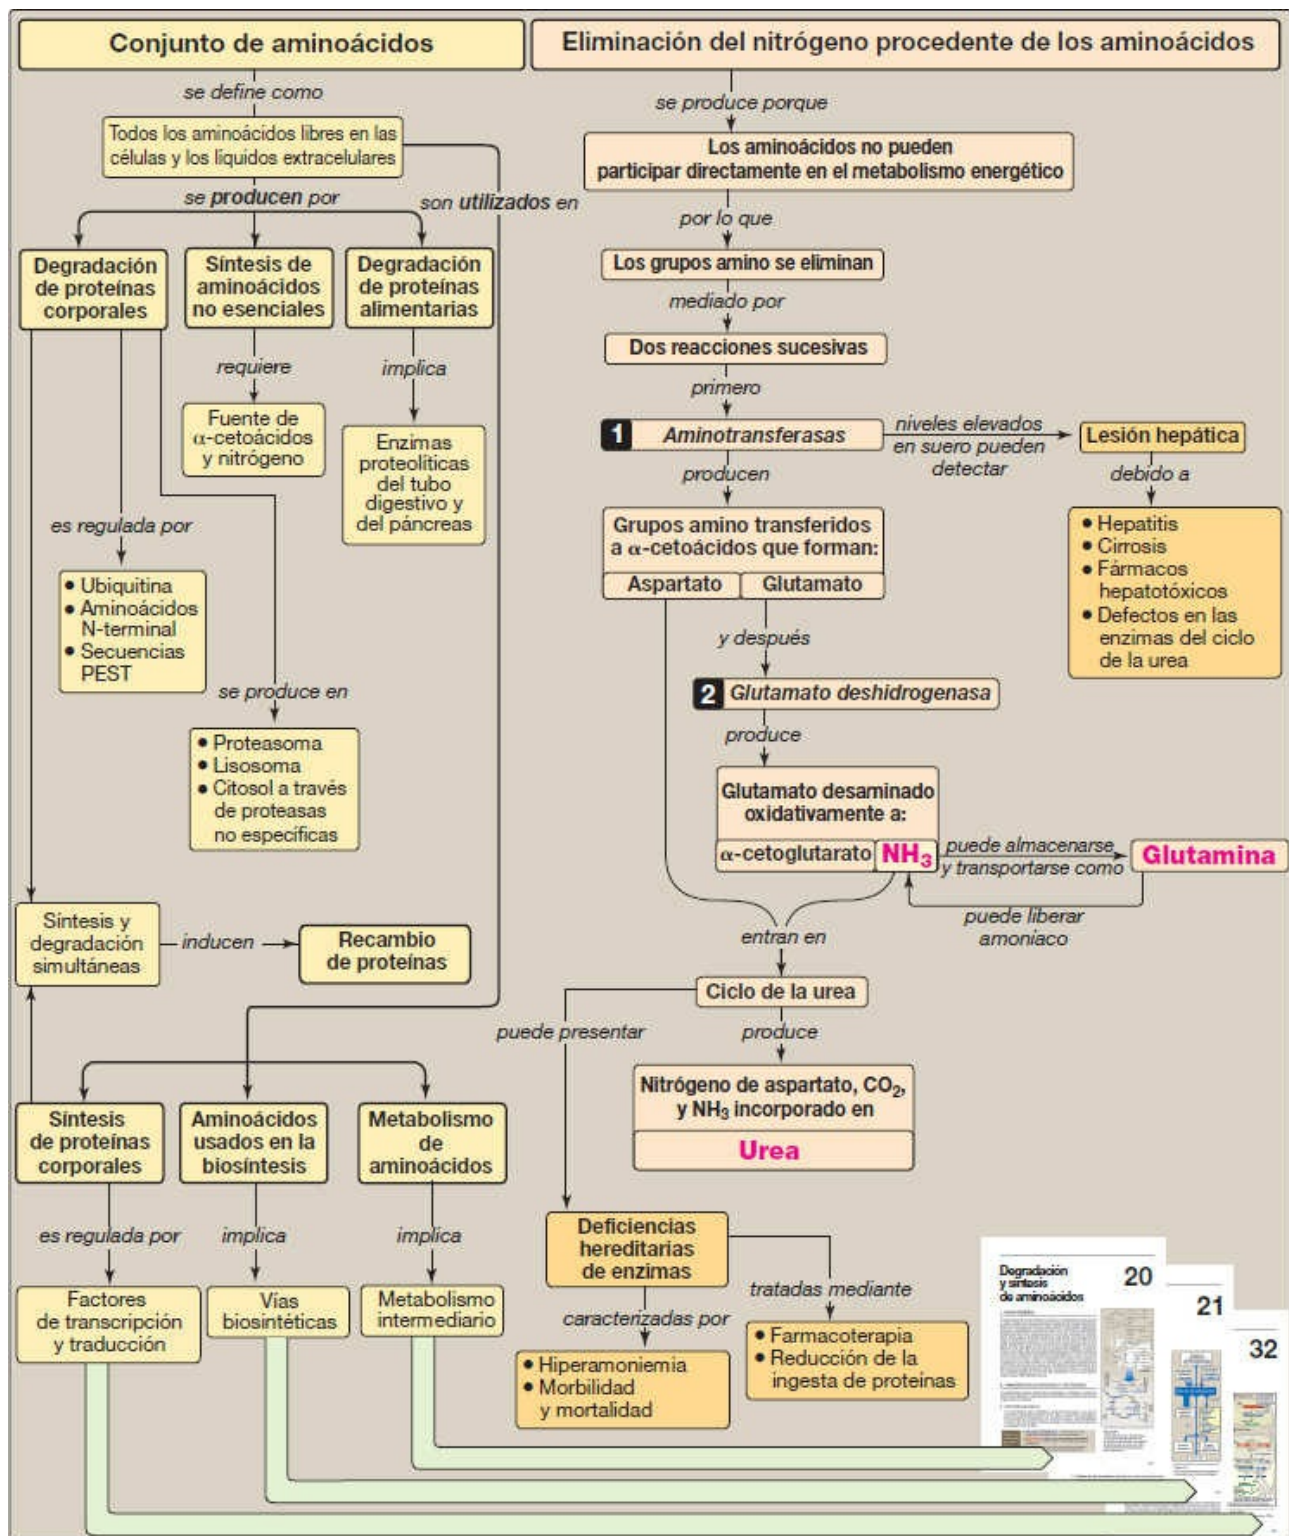 Conjunto de aminoácidos
se define como
Todos los aminoácidos libres en las
células y los líquidos extracelulares
se producen por
son utilizados en
Degradación
de proteínas
corporales
Síntesis de
aminoácidos
no esenciales
Degradación
de proteínas
alimentarias
requiere
implica
Fuente de
α-cetoácidos
y nitrógeno
Enzimas
proteolíticas
del tubo
digestivo y
del páncreas
es regulada por
• Ubiquitina
• Aminoácidos
N-terminal
• Secuencias
PEST
se produce en
• Proteasoma
• Lisosoma
• Citosol a través
de proteasas
no específicas
Síntesis y
degradación
simultáneas
inducen
Recambio
de proteínas
Síntesis
de proteínas
corporales
Aminoácidos
usados en la
biosíntesis
Metabolismo
de
aminoácidos
es regulada por
implica
implica
Factores
de transcripción
y traducción
Vías
biosintéticas
Metabolismo
intermediario
Eliminación del nitrógeno procedente de los aminoácidos
se produce porque
Los aminoácidos no pueden
participar directamente en el metabolismo energético
por lo que
Los grupos amino se eliminan
mediado por
Dos reacciones sucesivas
primero
1 Aminotransferasas
niveles elevados
en suero pueden
detectar
Lesión hepática
debido a
• Hepatitis
• Cirrosis
• Fármacos
hepatotóxicos
• Defectos en las
enzimas del ciclo
de la urea
producen
Grupos amino transferidos
a α-cetoácidos que forman:
Aspartato
Glutamato
y después
2 Glutamato deshidrogenasa
produce
Glutamato desaminado
oxidativamente a:
α-cetoglutarato
NH₃
puede almacenarse
y transportarse como
Glutamina
puede liberar
amoniaco
entran en
Ciclo de la urea
puede presentar
produce
Nitrógeno de aspartato, CO₂,
y NH₃ incorporado en
Urea
Deficiencias
hereditarias
de enzimas
caracterizadas por
tratadas mediante
• Hiperamoniemia
• Morbilidad
y mortalidad
• Farmacoterapia
• Reducción de la
ingesta de proteínas
Degradación
y síntesis
de aminoácidos
20
21
32